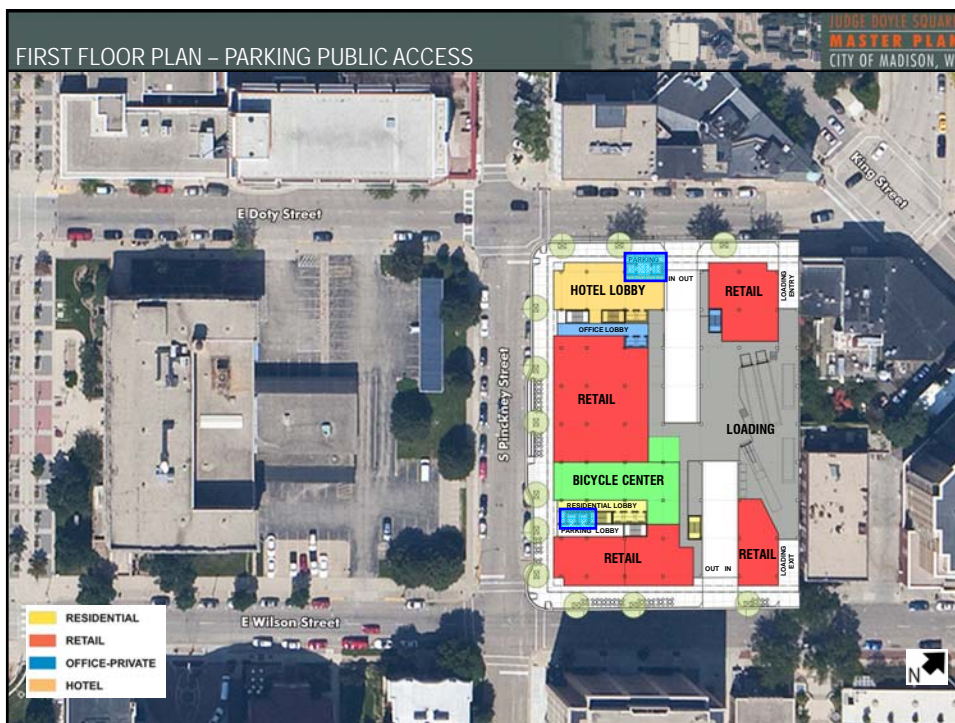 FIRST FLOOR PLAN – PARKING PUBLIC ACCESS
JUDGE DOYLE SQUARE
MASTER PLAN
CITY OF MADISON, W
King Street
E Doty Street
PARKING
IN OUT
HOTEL LOBBY
RETAIL
LOADING
ENTRY
OFFICE LOBBY
S Pinckney Street
RETAIL
LOADING
BICYCLE CENTER
RESIDENTIAL LOBBY
PARKING LOBBY
RETAIL
RETAIL
OUT IN
LOADING
EXIT
E Wilson Street
RESIDENTIAL
RETAIL
OFFICE-PRIVATE
HOTEL
N